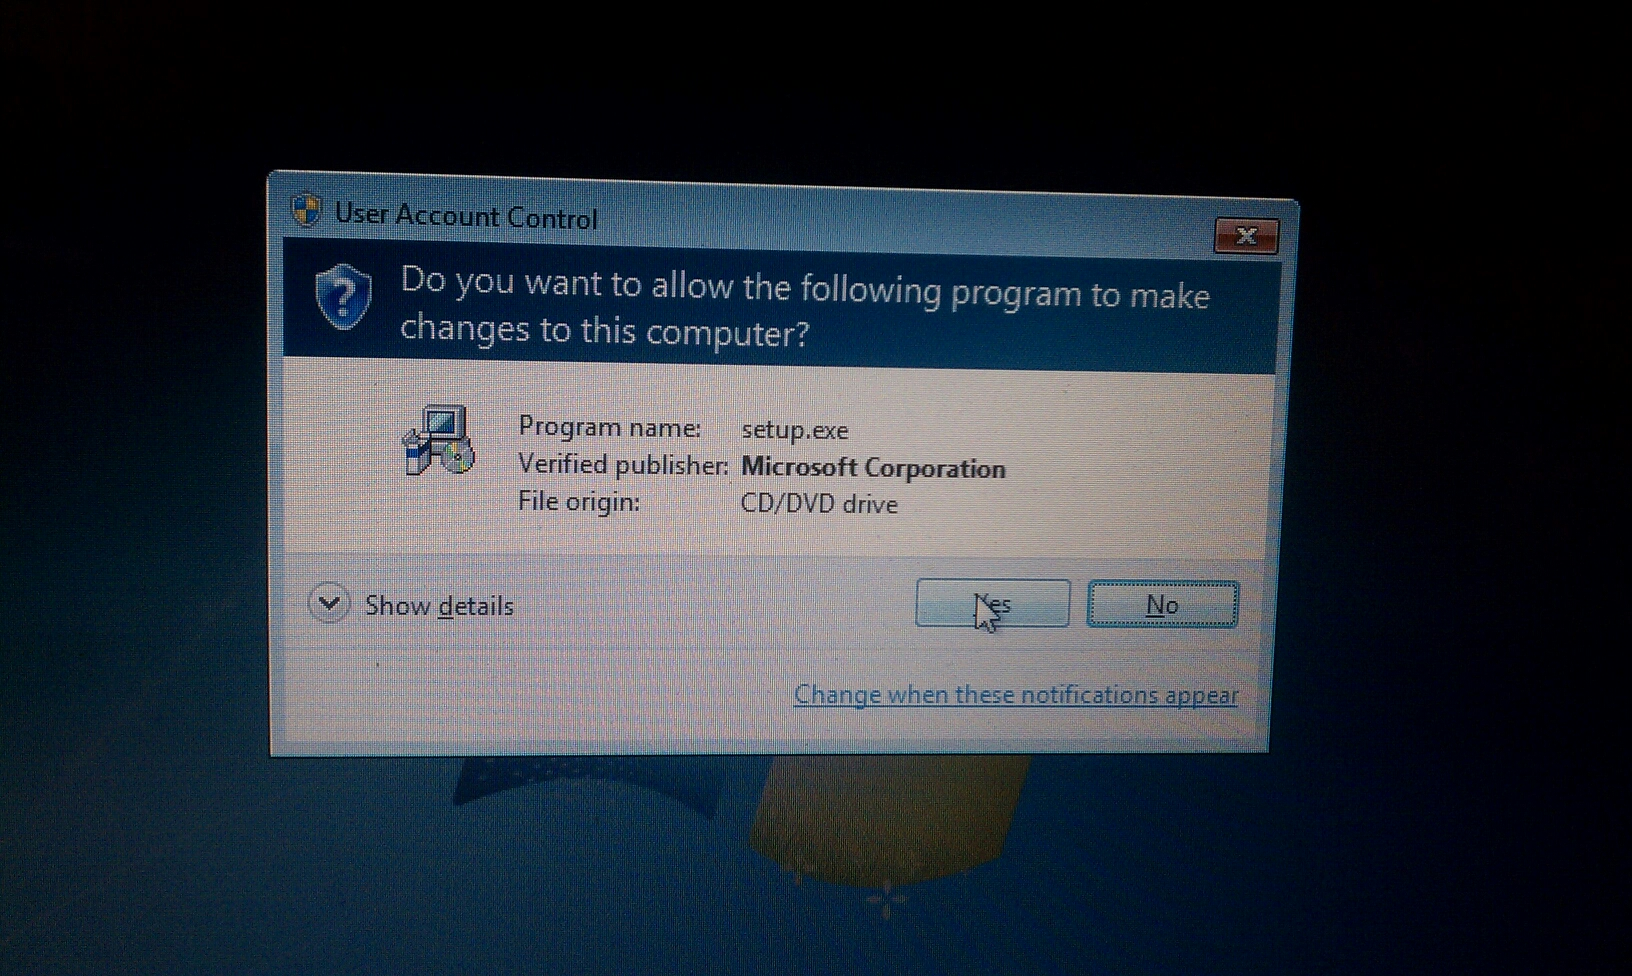 User Account Control
Do you want to allow the following program to make
changes to this computer?
Program name: setup.exe
Verified publisher: Microsoft Corporation
File origin: CD/DVD drive
Show details
Yes No
Change when these notifications appear